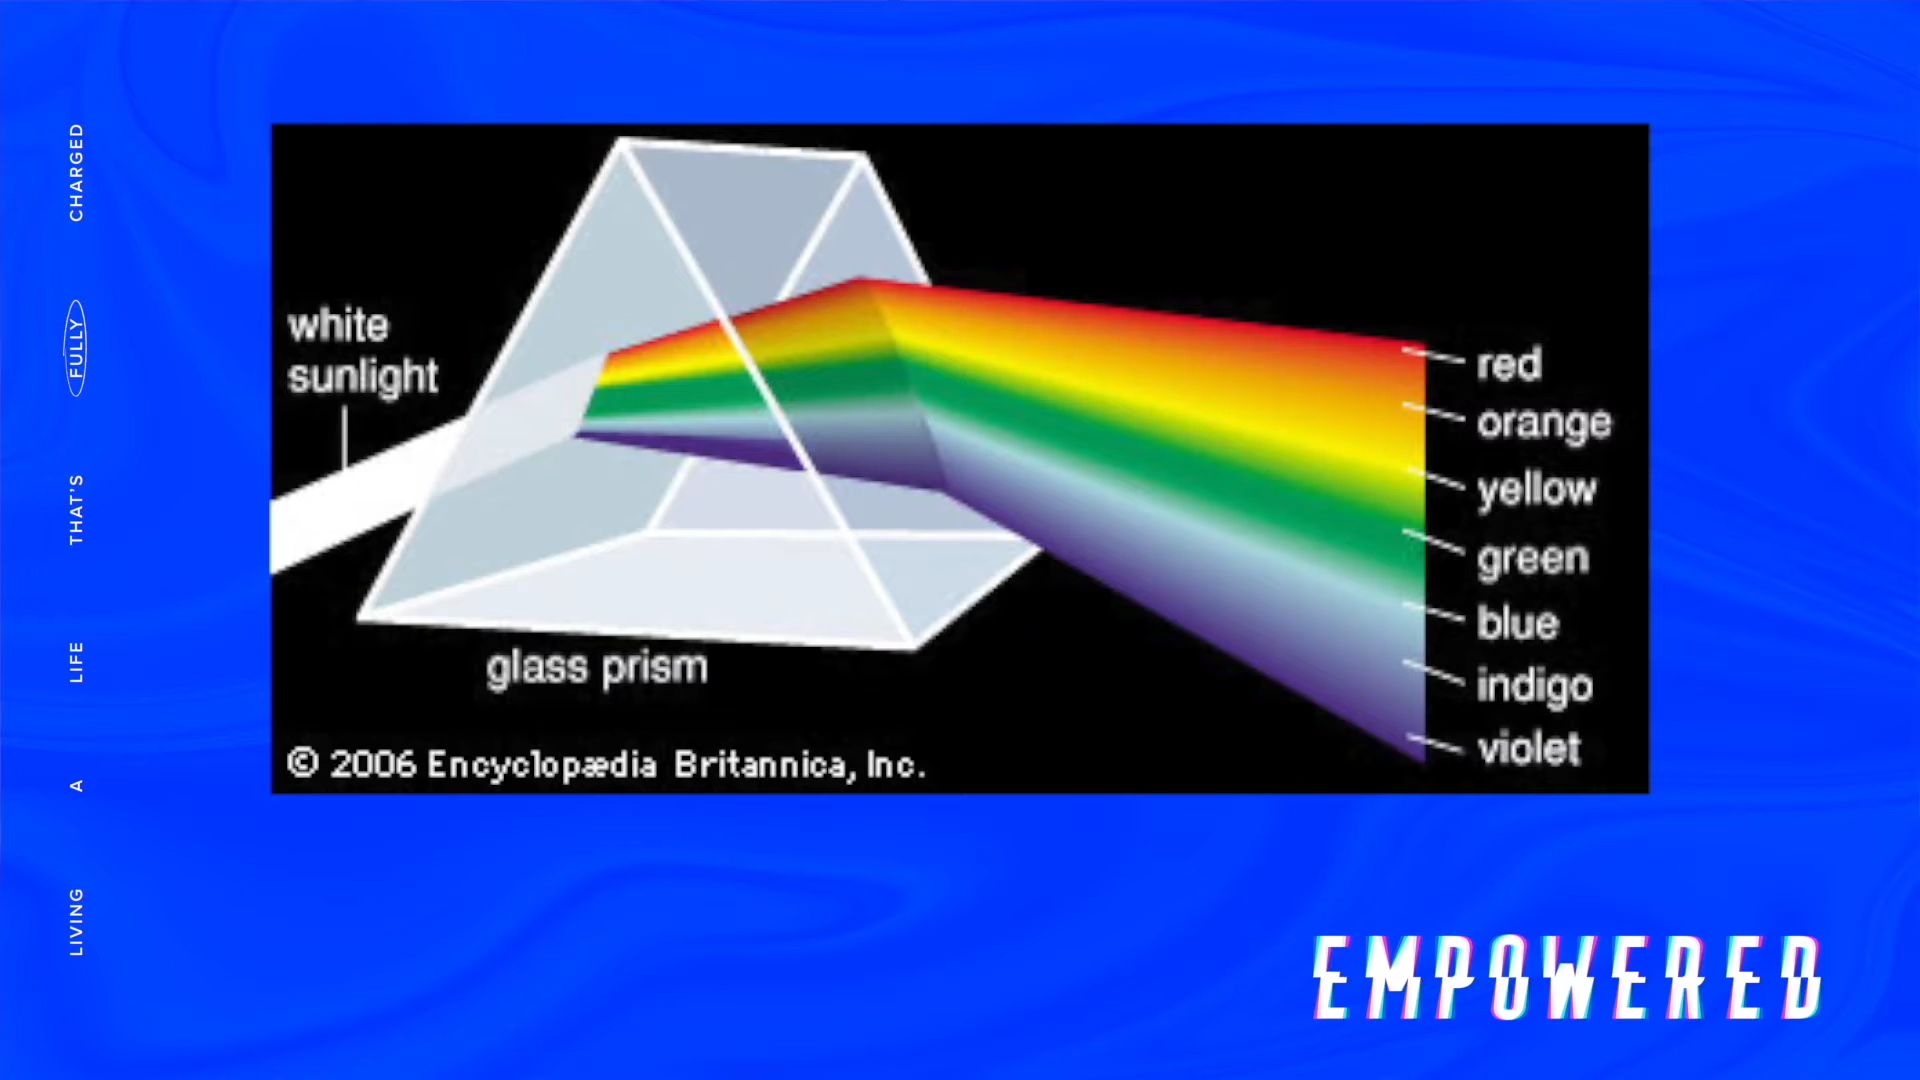 LIVING A LIFE THAT'S FULLY CHARGED
white
sunlight
glass prism
red
orange
yellow
green
blue
indigo
violet
© 2006 Encyclopædia Britannica, Inc.
EMPOWERED